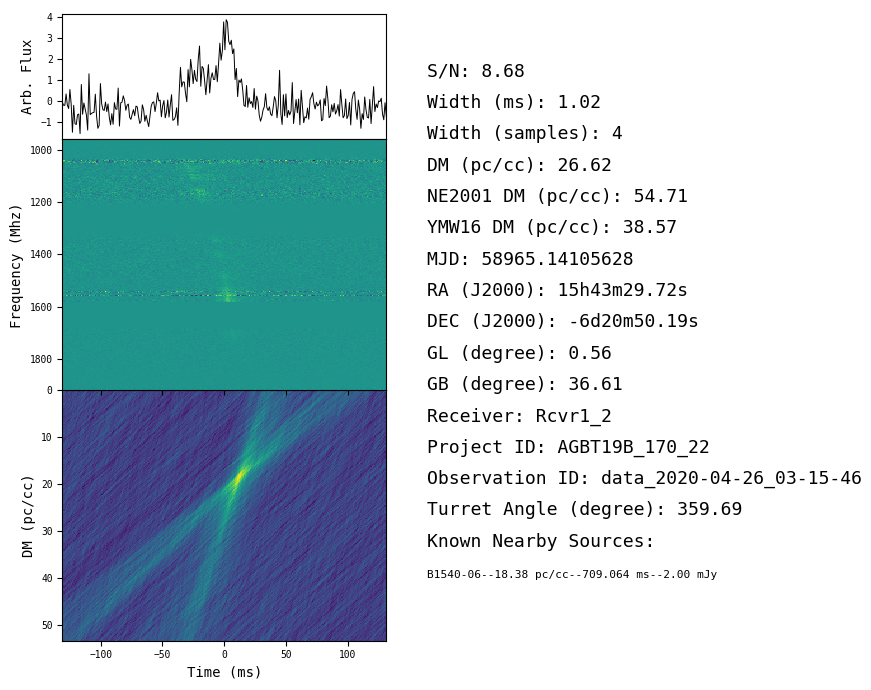 4
3
2
1
0
−1
Arb. Flux
1000
1200
1400
1600
1800
Frequency (Mhz)
0
10
20
30
40
50
DM (pc/cc)
−100 −50 0 50 100
Time (ms)
S/N: 8.68
Width (ms): 1.02
Width (samples): 4
DM (pc/cc): 26.62
NE2001 DM (pc/cc): 54.71
YMW16 DM (pc/cc): 38.57
MJD: 58965.14105628
RA (J2000): 15h43m29.72s
DEC (J2000): -6d20m50.19s
GL (degree): 0.56
GB (degree): 36.61
Receiver: Rcvr1_2
Project ID: AGBT19B_170_22
Observation ID: data_2020-04-26_03-15-46
Turret Angle (degree): 359.69
Known Nearby Sources:
B1540-06--18.38 pc/cc--709.064 ms--2.00 mJy